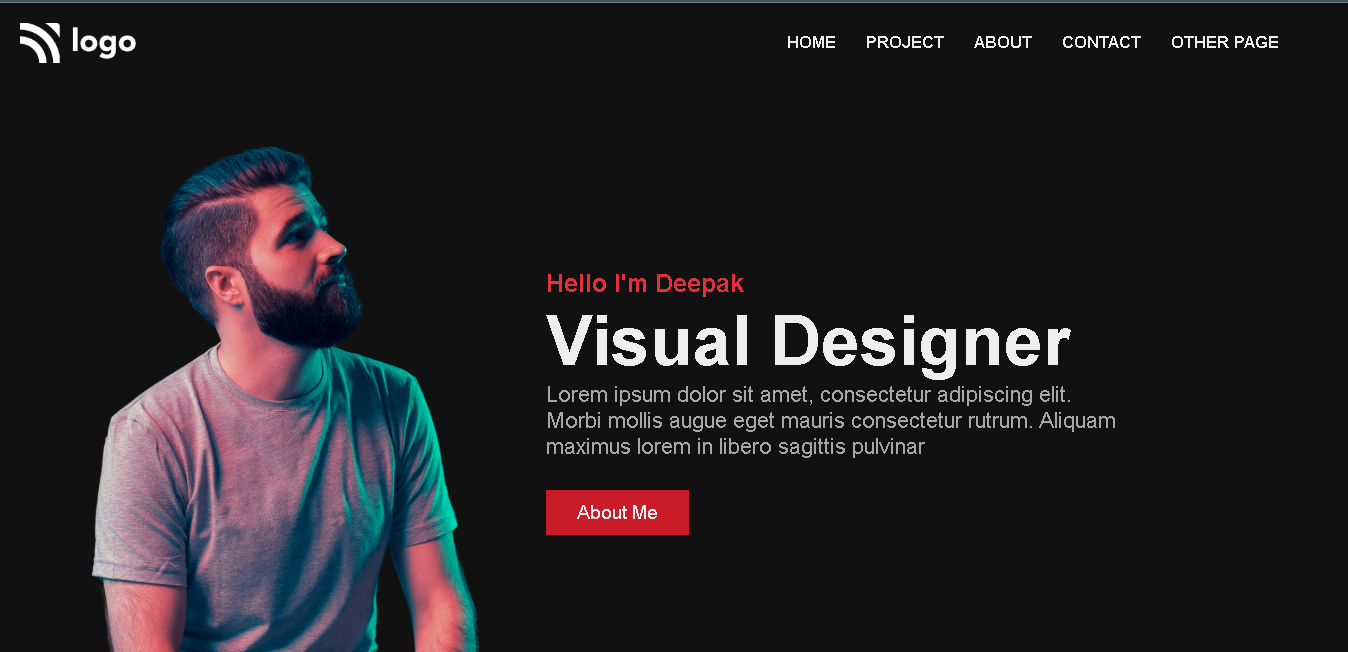 logo
HOME PROJECT ABOUT CONTACT OTHER PAGE
Hello I'm Deepak
Visual Designer
Lorem ipsum dolor sit amet, consectetur adipiscing elit.
Morbi mollis augue eget mauris consectetur rutrum. Aliquam
maximus lorem in libero sagittis pulvinar
About Me